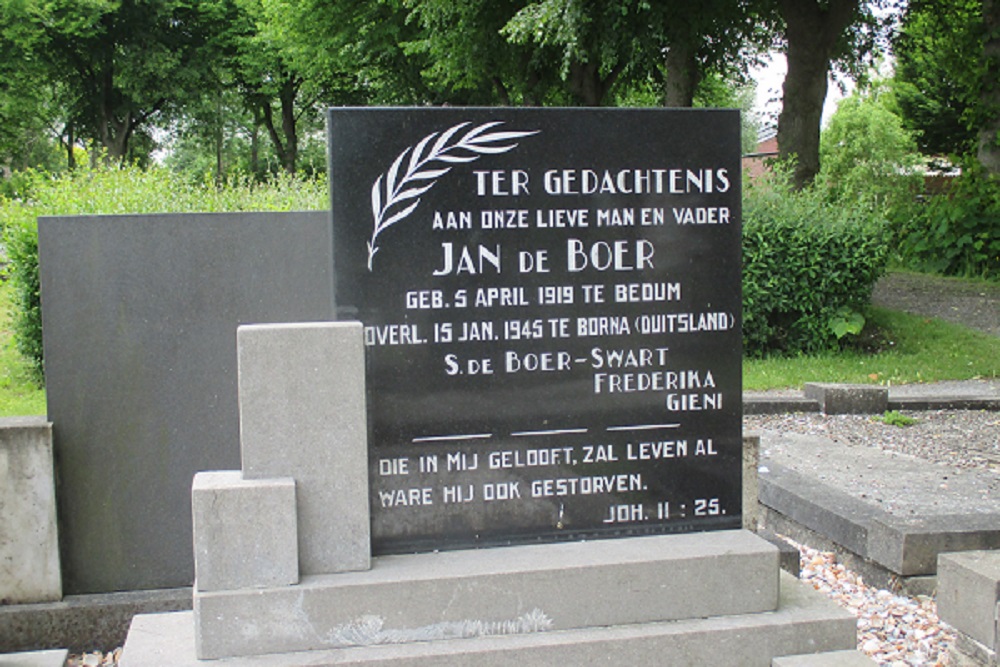 TER GEDACHTENIS
AAN ONZE LIEVE MAN EN VADER
JAN DE BOER
GEB. 5 APRIL 1919 TE BEDUM
OVERL. 15 JAN. 1945 TE BORNA (DUITSLAND)
S. DE BOER-SWART
FREDERIKA
GIENI
DIE IN MIJ GELOOFT, ZAL LEVEN AL
WARE HIJ OOK GESTORVEN.
JOH. 11 : 25.